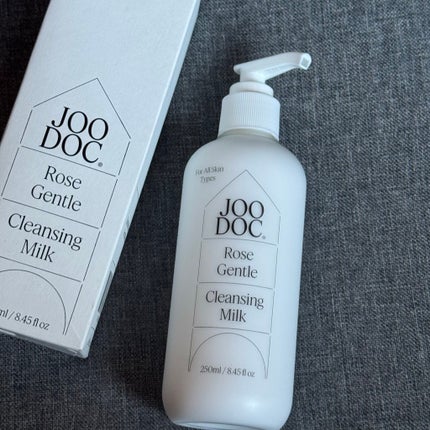 JOO
DOC®
Rose
Gentle
Cleansing
Milk
ml / 8.45 fl oz
For All Skin
Types
JOO
DOC®
Rose
Gentle
Cleansing
Milk
250ml / 8.45 fl oz